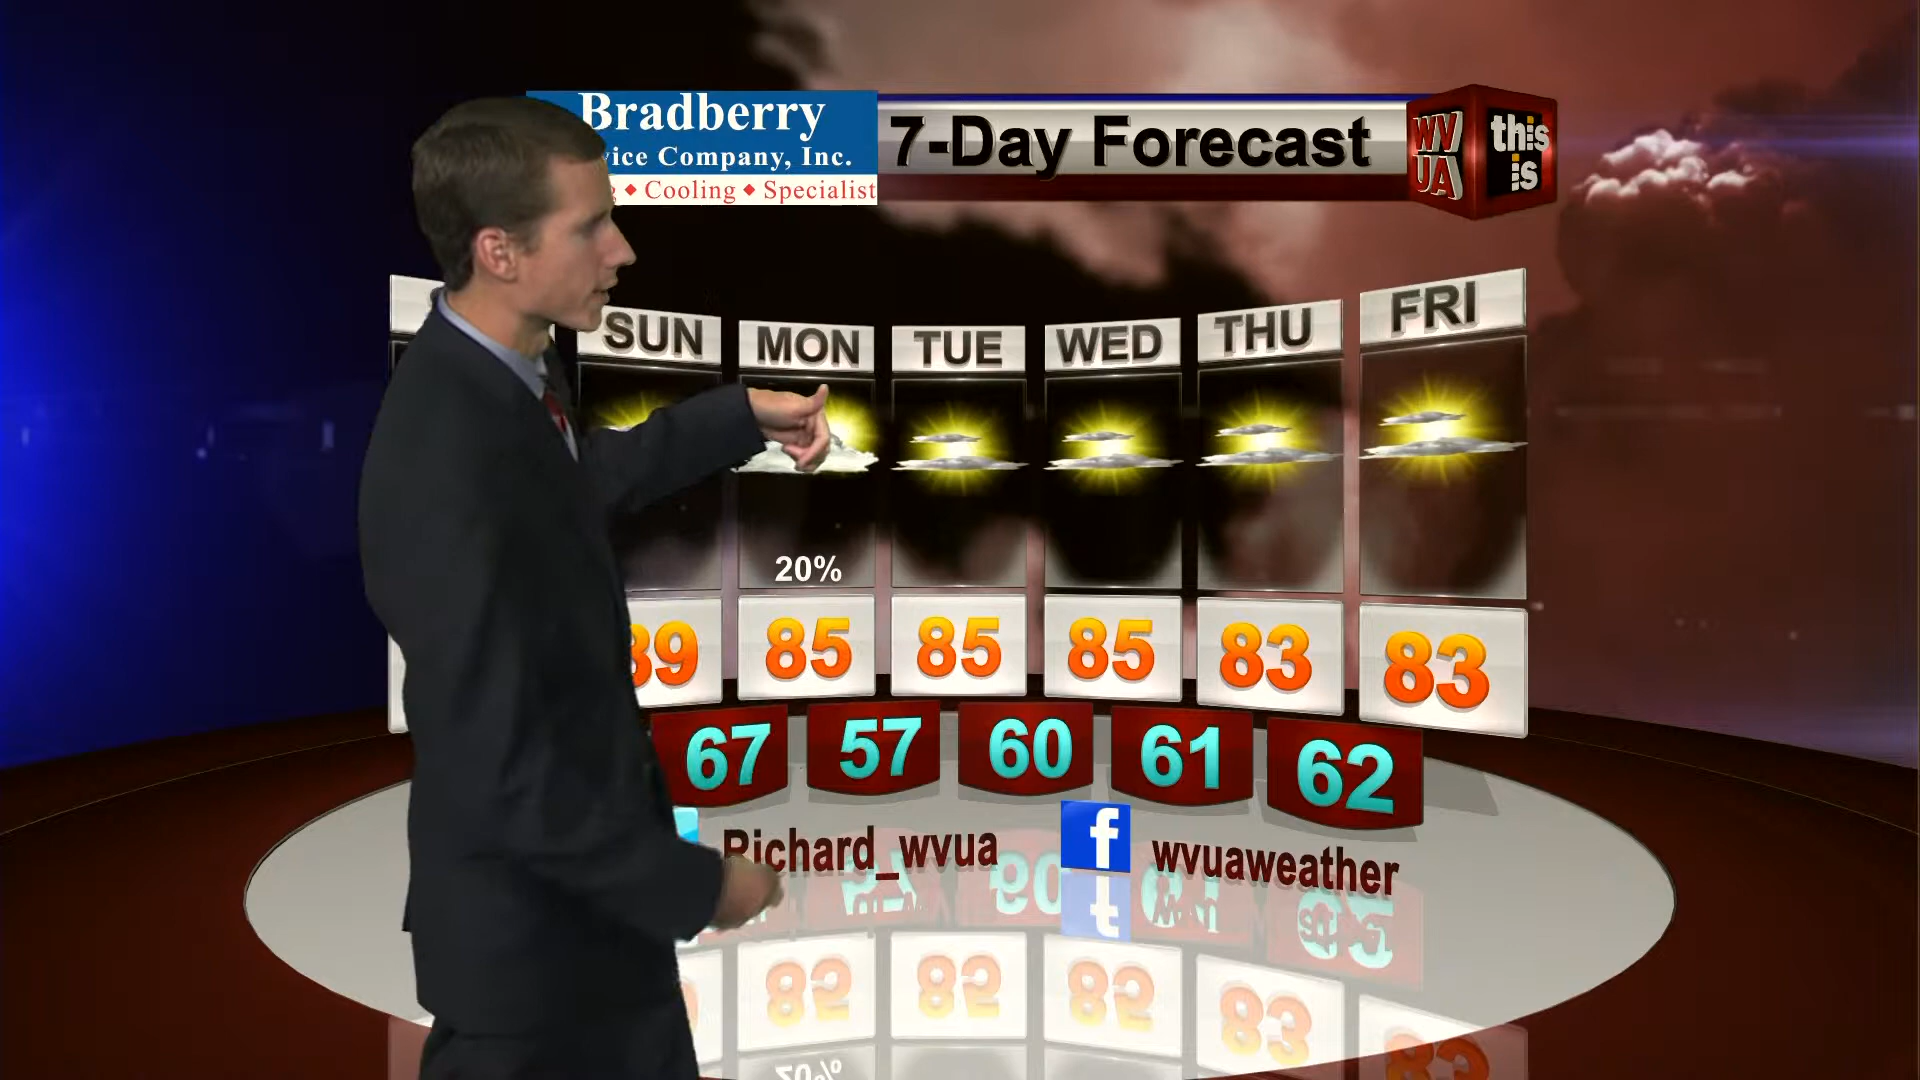 Bradberry
vice Company, Inc.
Cooling ♦ Specialist
7-Day Forecast
WV
UA
this
is
SUN MON TUE WED THU FRI
20%
89 85 85 85 83 83
67 57 60 61 62
Richard_wvua
f wvuaweather